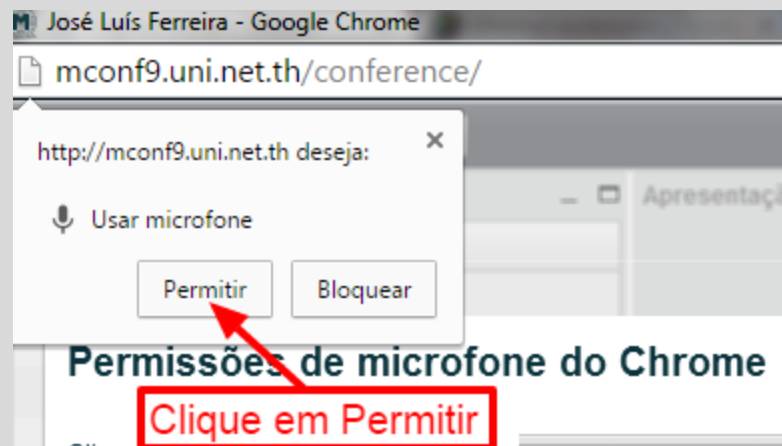 José Luís Ferreira - Google Chrome
mconf9.uni.net.th/conference/
http://mconf9.uni.net.th deseja:
Usar microfone
Apresentaçã
Permitir
Bloquear
Permissões de microfone do Chrome
Clique em Permitir